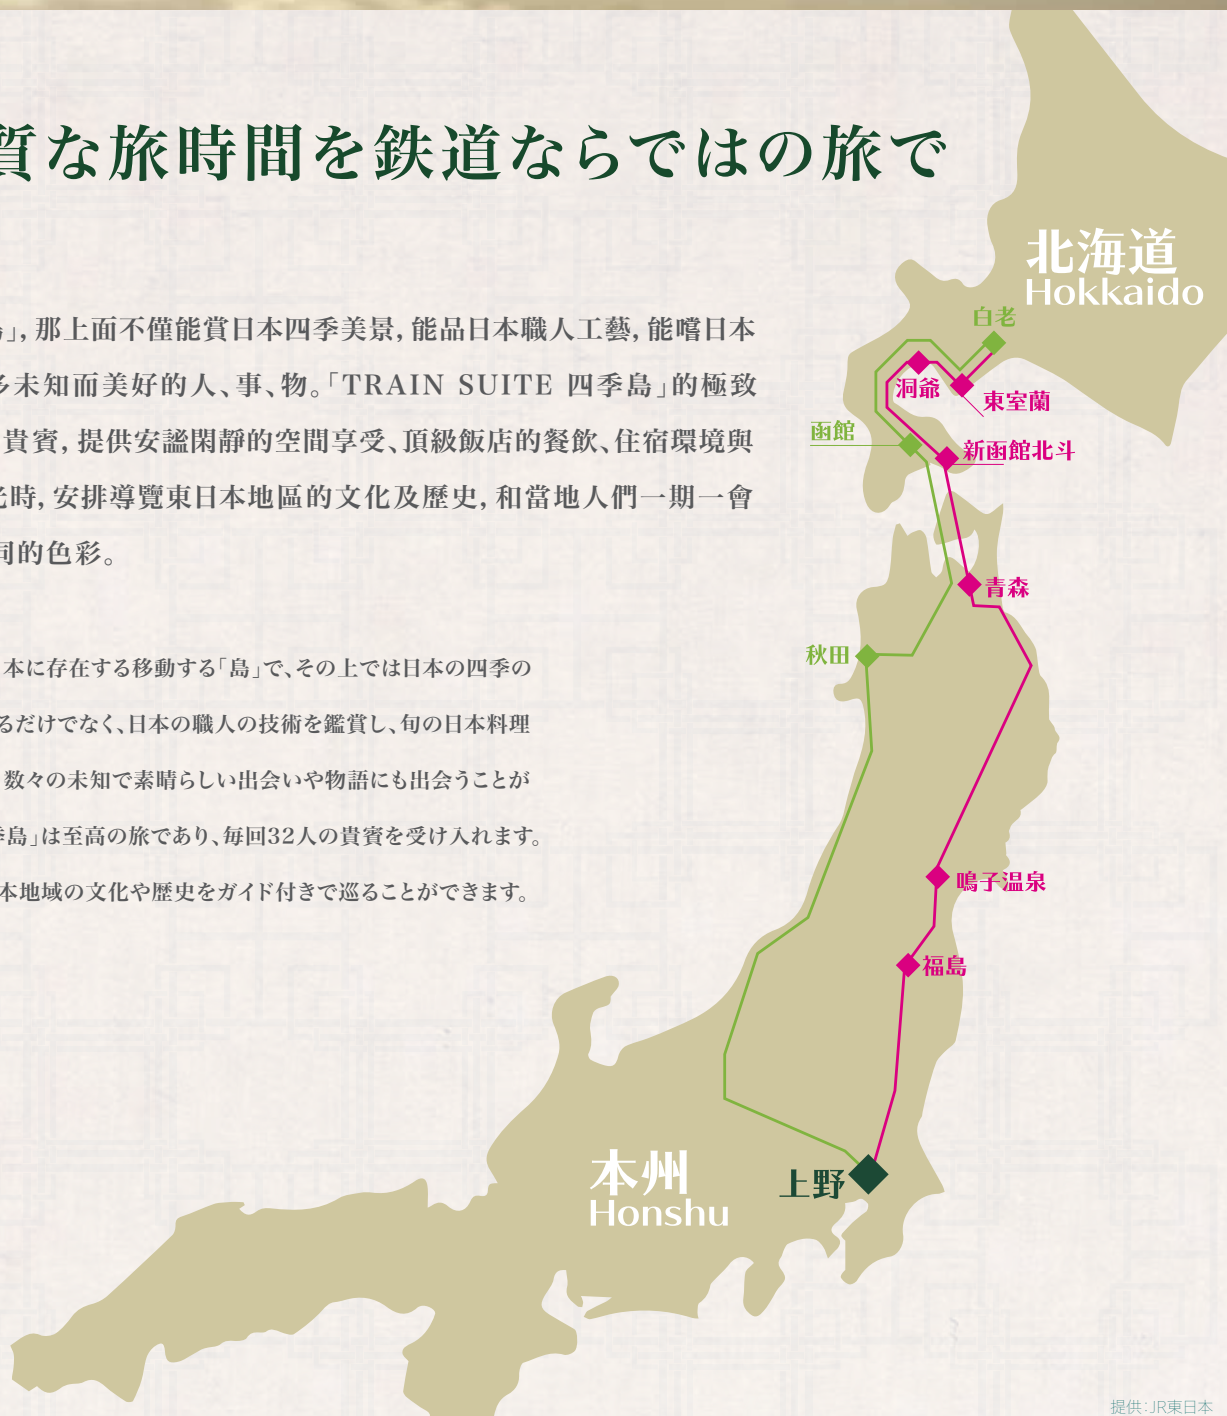 質な旅時間を鉄道ならではの旅で
島」，那上面不僅能賞日本四季美景，能品日本職人工藝，能嚐日本
多未知而美好的人、事、物。「TRAIN SUITE 四季島」的極致
貴賓，提供安謐閑靜的空間享受、頂級飯店的餐飲、住宿環境與
光時，安排導覽東日本地區的文化及歷史，和當地人們一期一會
同的色彩。
本に存在する移動する「島」で、その上では日本の四季の
るだけでなく、日本の職人の技術を鑑賞し、旬の日本料理
数々の未知で素晴らしい出会いや物語にも出会うことが
季島」は至高の旅であり、毎回32人の貴賓を受け入れます。
本地域の文化や歴史をガイド付きで巡ることができます。
北海道
Hokkaido
白老
洞爺
東室蘭
函館
新函館北斗
青森
秋田
鳴子温泉
福島
本州
Honshu
上野
提供：JR東日本